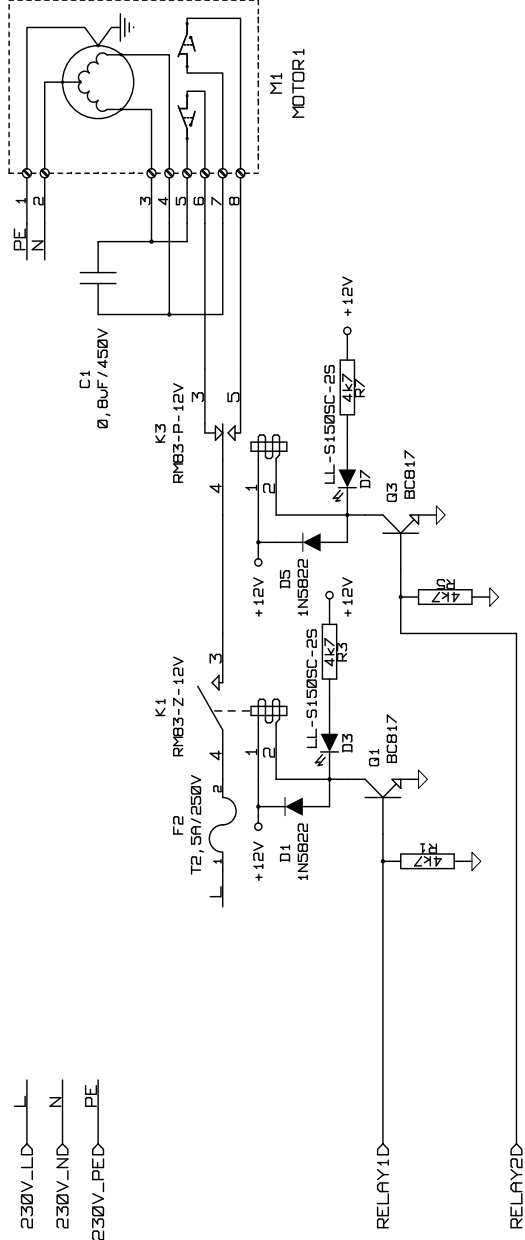 M1
MOTOR1
1
2
3
4
5
6
7
8
PE
N
C1
0,8uF/450V
K3
RM83-P-12V
3
5
4
1
2
+12V
LL-S150SC-2S
4k7
R7
D7
Q3
BC817
+12V
D5
1N5822
R5
4k7
K1
RM83-Z-12V
3
4
1
2
+12V
LL-S150SC-2S
4k7
R3
D3
Q1
BC817
F2
T2,5A/250V
2
1
L
+12V
D1
1N5822
R1
4k7
230V_L
L
230V_N
N
230V_PE
PE
RELAY1
RELAY2